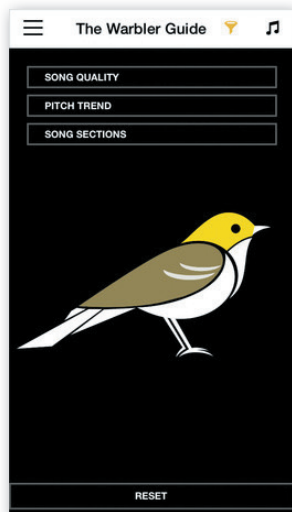 The Warbler Guide
SONG QUALITY
PITCH TREND
SONG SECTIONS
RESET